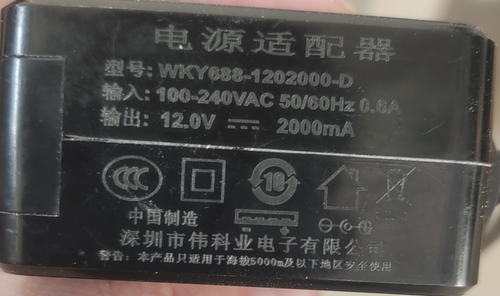 电源适配器
型号: WKY688-1202000-D
输入: 100-240VAC 50/60Hz 0.6A
输出: 12.0V ⎓ 2000mA
CCC 10
中国制造 - +
深圳市伟科业电子有限公司
警告: 本产品只适用于海拔5000m及以下地区安全使用